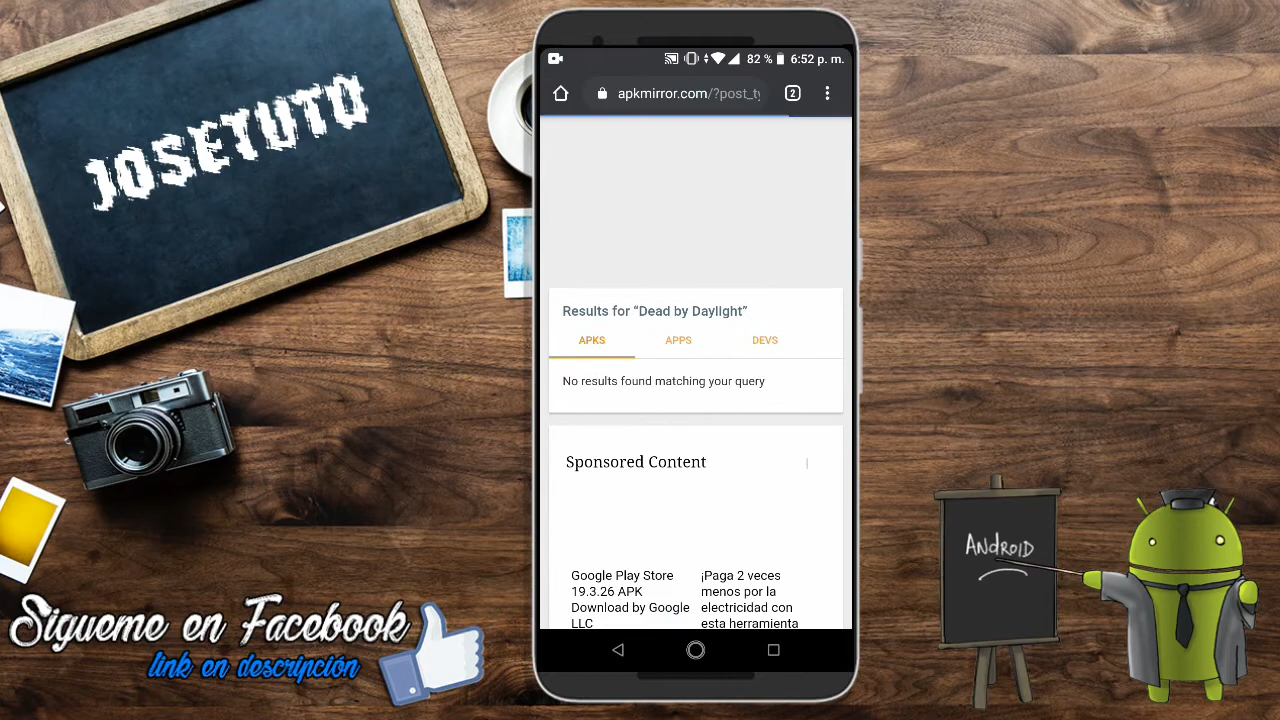 JOSETUTO
82 %
6:52 p. m.
apkmirror.com/?post_ty
2
Results for “Dead by Daylight”
APKS
APPS
DEVS
No results found matching your query
Sponsored Content
Google Play Store
19.3.26 APK
Download by Google
LLC
¡Paga 2 veces
menos por la
electricidad con
esta herramienta
Sigueme en Facebook
link en descripción
ANDROID